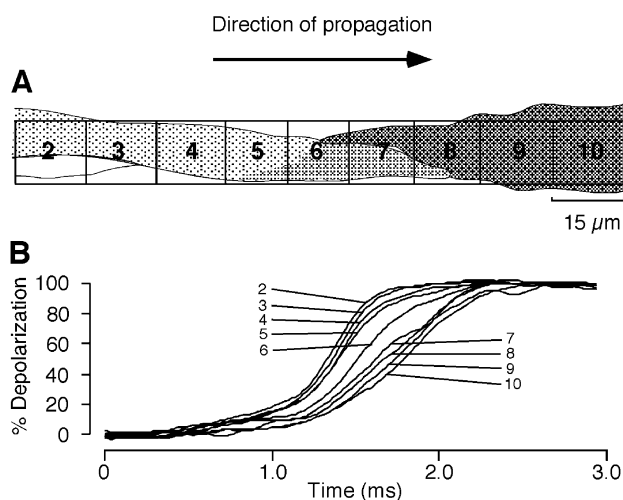 Direction of propagation
A
2 3 4 5 6 7 8 9 10
15 µm
B
% Depolarization
100
80
60
40
20
0
2
3
4
5
6
7
8
9
10
0 1.0 2.0 3.0
Time (ms)